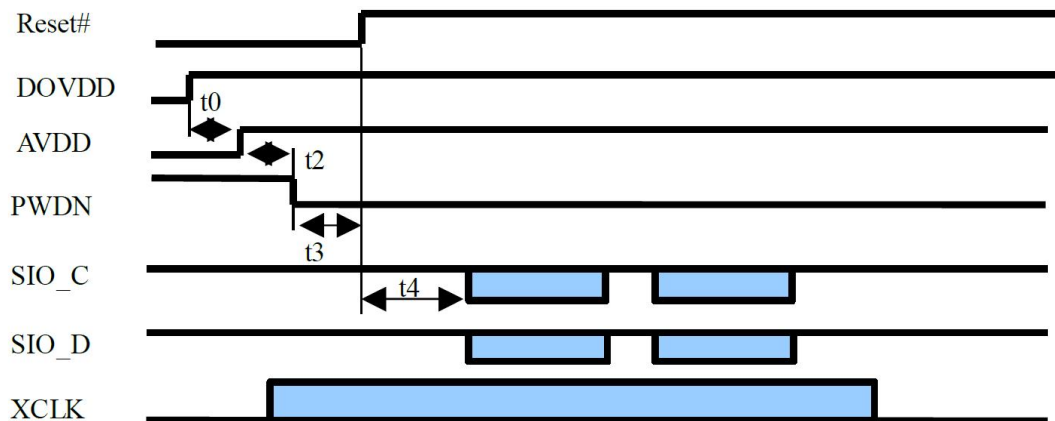 Reset#
DOVDD
t0
AVDD
t2
PWDN
t3
SIO_C
t4
SIO_D
XCLK